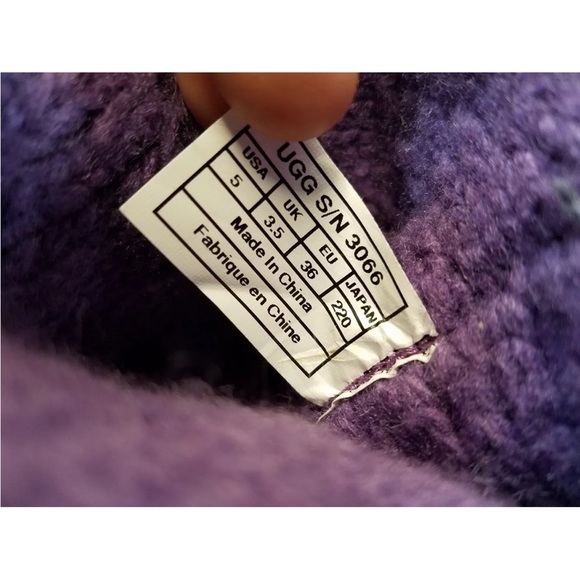 UGG S/N 3066
USA UK EU JAPAN
5 3.5 36 220
Made In China
Fabrique en Chine